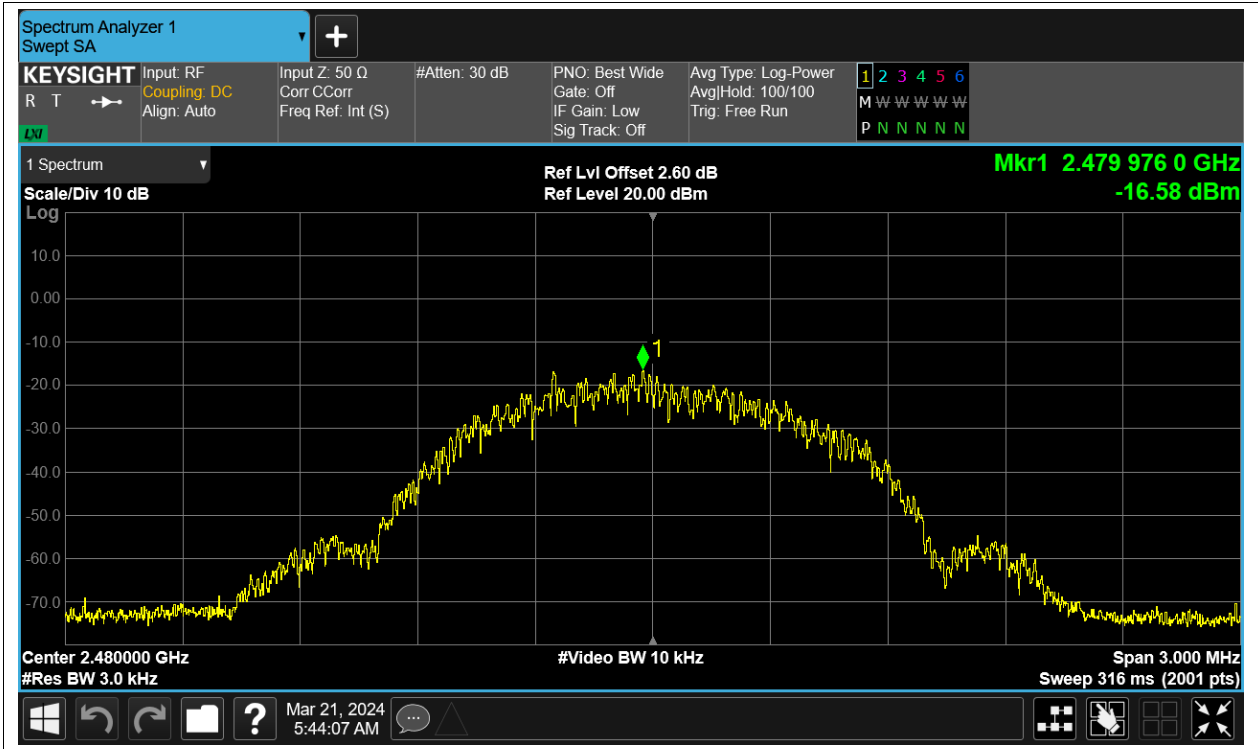 Spectrum Analyzer 1
Swept SA
KEYSIGHT
R T
LXI
Input: RF
Coupling: DC
Align: Auto
Input Z: 50 Ω
Corr CCorr
Freq Ref: Int (S)
#Atten: 30 dB
PNO: Best Wide
Gate: Off
IF Gain: Low
Sig Track: Off
Avg Type: Log-Power
Avg|Hold: 100/100
Trig: Free Run
1 2 3 4 5 6
M W W W W W
P N N N N N
1 Spectrum
Scale/Div 10 dB
Log
Ref Lvl Offset 2.60 dB
Ref Level 20.00 dBm
Mkr1 2.479 976 0 GHz
-16.58 dBm
10.0
0.00
-10.0
1
-20.0
-30.0
-40.0
-50.0
-60.0
-70.0
Center 2.480000 GHz
#Video BW 10 kHz
Span 3.000 MHz
#Res BW 3.0 kHz
Sweep 316 ms (2001 pts)
?
Mar 21, 2024
5:44:07 AM